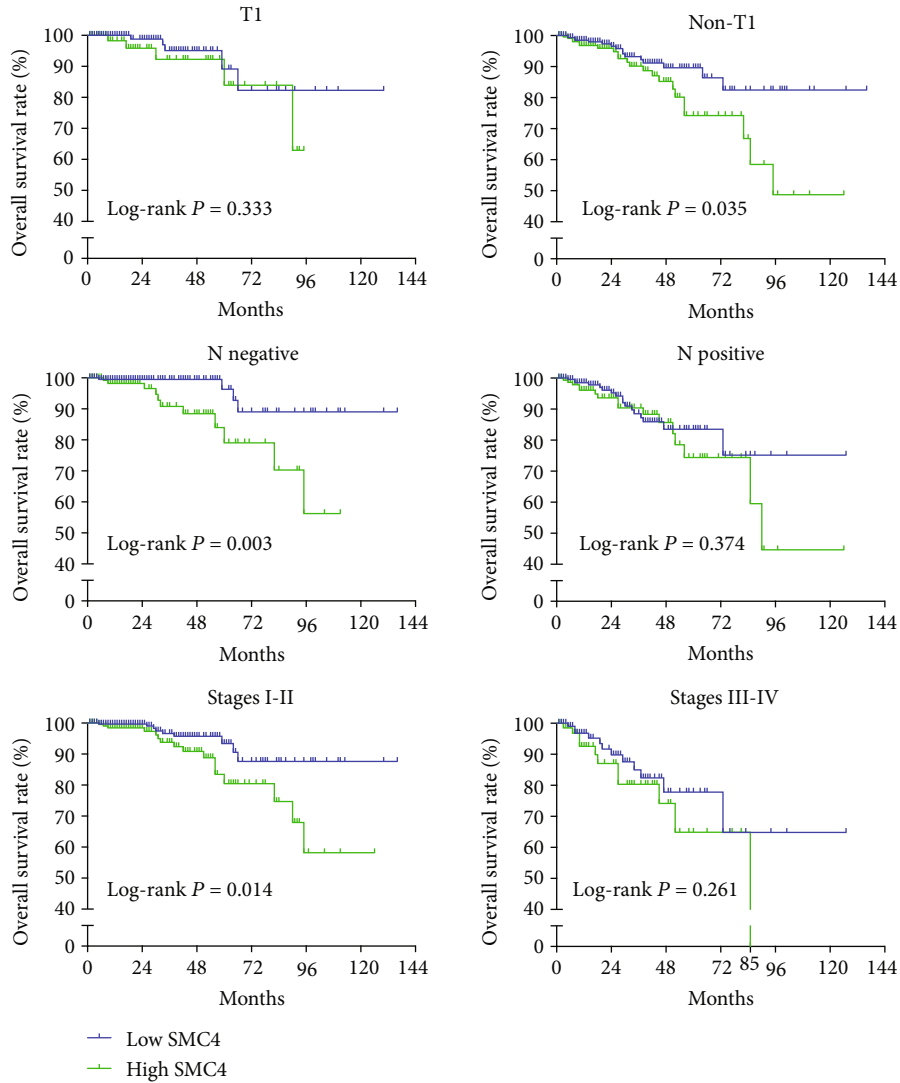 T1
Overall survival rate (%)
100
90
80
70
60
50
40
0
Log-rank P = 0.333
0 24 48 72 96 120 144
Months
Non-T1
Overall survival rate (%)
100
90
80
70
60
50
40
0
Log-rank P = 0.035
0 24 48 72 96 120 144
Months
N negative
Overall survival rate (%)
100
90
80
70
60
50
40
0
Log-rank P = 0.003
0 24 48 72 96 120 144
Months
N positive
Overall survival rate (%)
100
90
80
70
60
50
40
0
Log-rank P = 0.374
0 24 48 72 96 120 144
Months
Stages I-II
Overall survival rate (%)
100
90
80
70
60
50
40
0
Log-rank P = 0.014
0 24 48 72 96 120 144
Months
Stages III-IV
Overall survival rate (%)
100
90
80
70
60
50
40
0
Log-rank P = 0.261
0 24 48 72 85 96 120 144
Months
Low SMC4
High SMC4